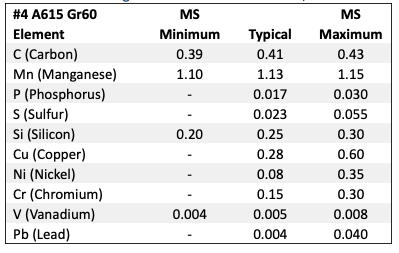 #4 A615 Gr60 MS MS
Element Minimum Typical Maximum
C (Carbon) 0.39 0.41 0.43
Mn (Manganese) 1.10 1.13 1.15
P (Phosphorus) - 0.017 0.030
S (Sulfur) - 0.023 0.055
Si (Silicon) 0.20 0.25 0.30
Cu (Copper) - 0.28 0.60
Ni (Nickel) - 0.08 0.35
Cr (Chromium) - 0.15 0.30
V (Vanadium) 0.004 0.005 0.008
Pb (Lead) - 0.004 0.040